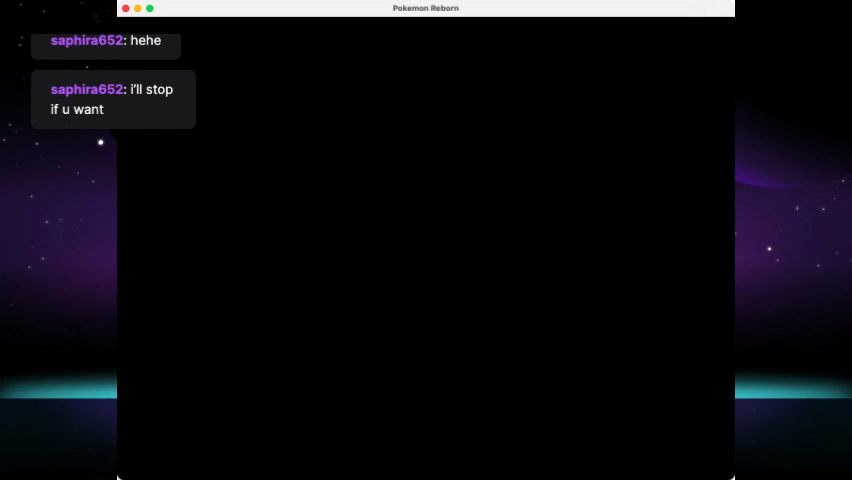 Pokemon Reborn
saphira652: hehe
saphira652: i'll stop
if u want